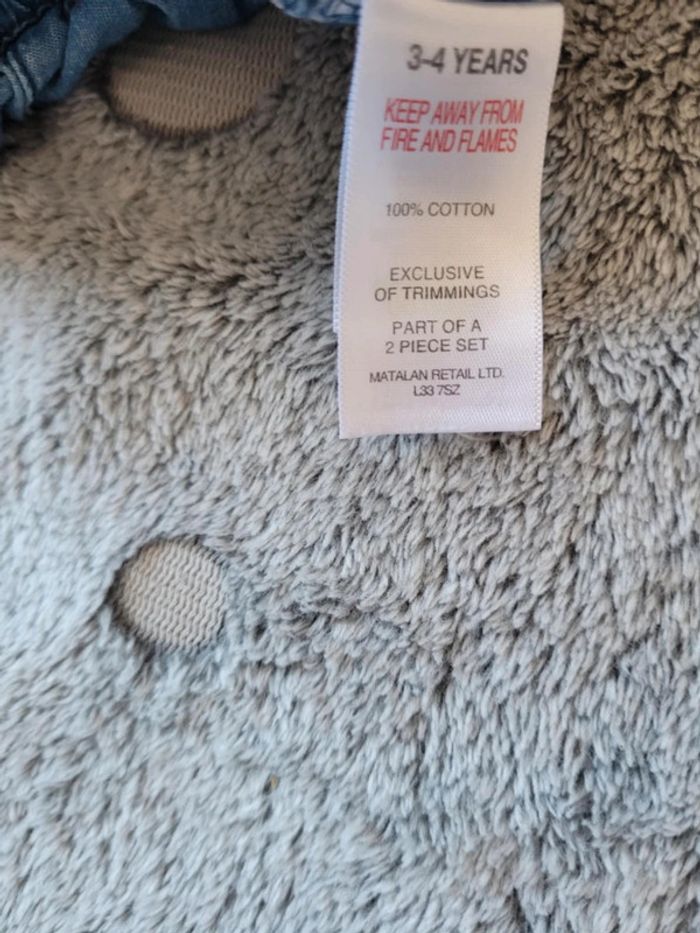 3-4 YEARS
KEEP AWAY FROM
FIRE AND FLAMES
100% COTTON
EXCLUSIVE
OF TRIMMINGS
PART OF A
2 PIECE SET
MATALAN RETAIL LTD.
L33 7SZ